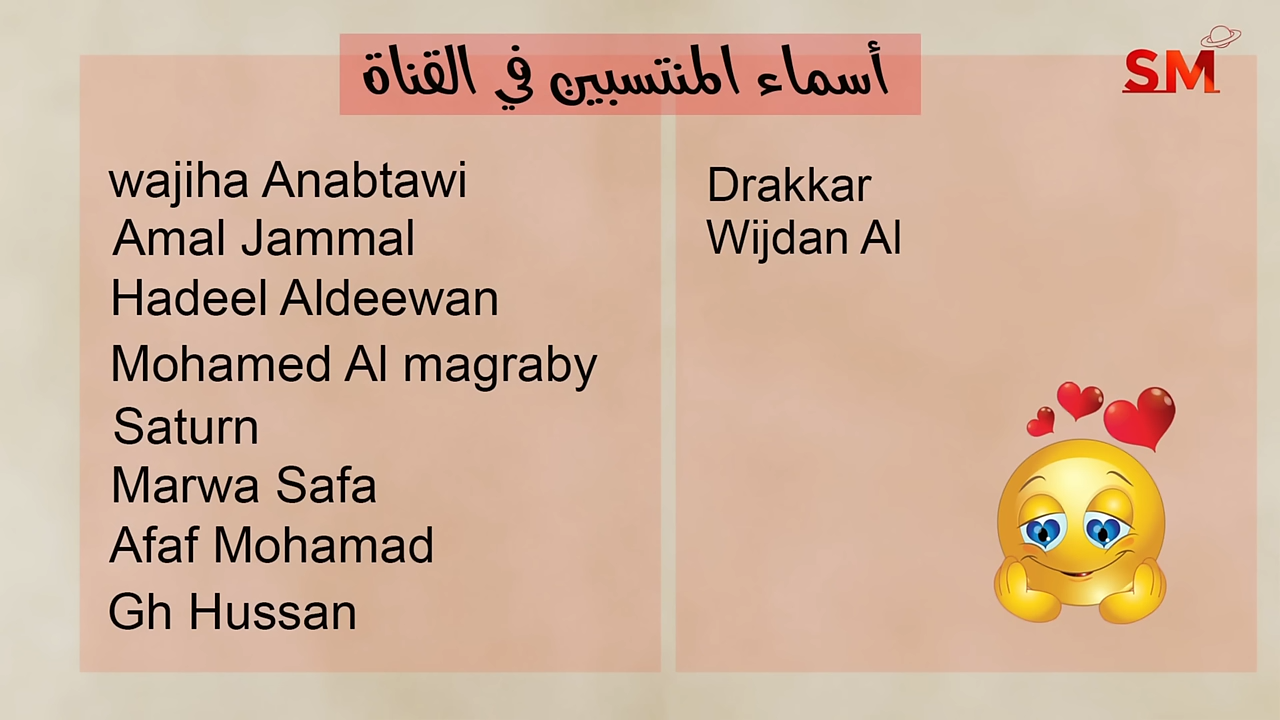 أسماء المنتسبين في القناة
SM
wajiha Anabtawi
Amal Jammal
Hadeel Aldeewan
Mohamed Al magraby
Saturn
Marwa Safa
Afaf Mohamad
Gh Hussan
Drakkar
Wijdan Al